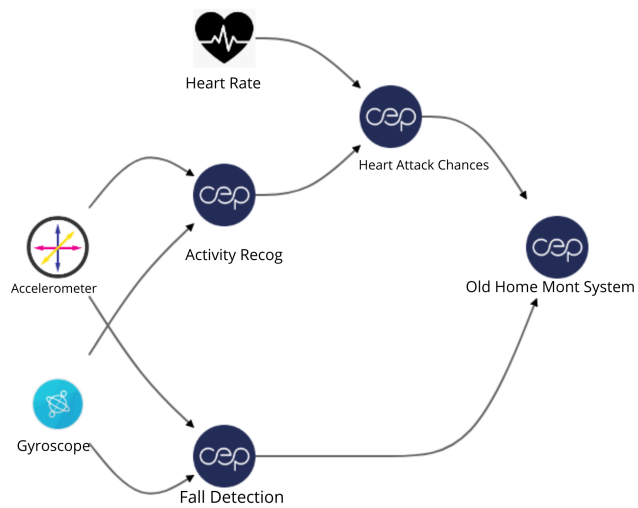 Heart Rate
cep
Heart Attack Chances
cep
Activity Recog
cep
Old Home Mont System
Accelerometer
Gyroscope
cep
Fall Detection